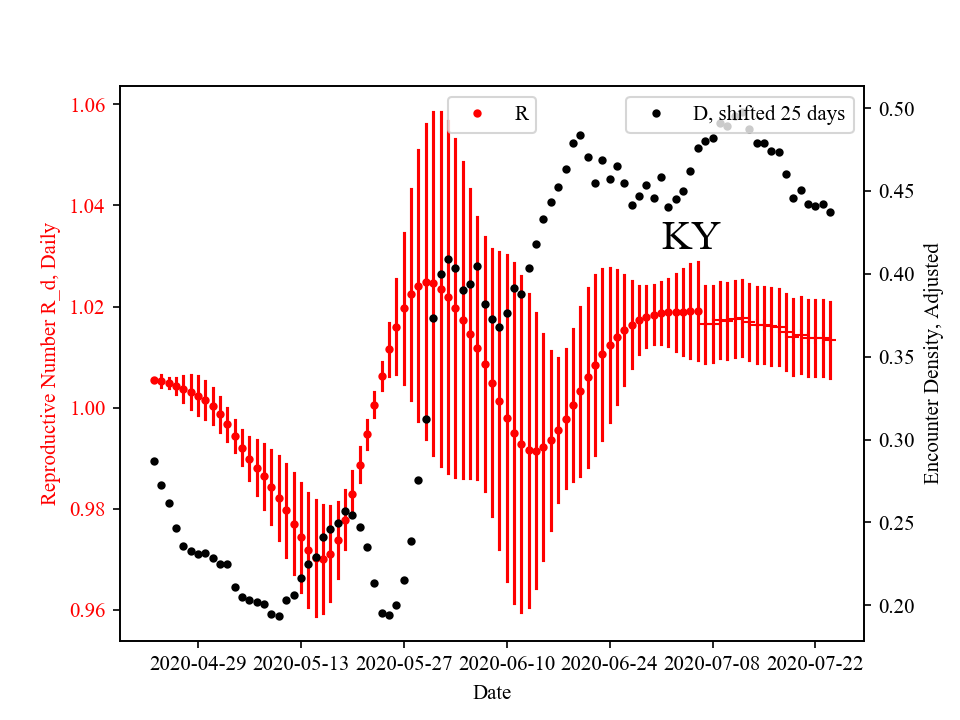 R
D, shifted 25 days
KY
1.06
1.04
1.02
1.00
0.98
0.96
Reproductive Number R_d, Daily
0.50
0.45
0.40
0.35
0.30
0.25
0.20
Encounter Density, Adjusted
2020-04-29 2020-05-13 2020-05-27 2020-06-10 2020-06-24 2020-07-08 2020-07-22
Date